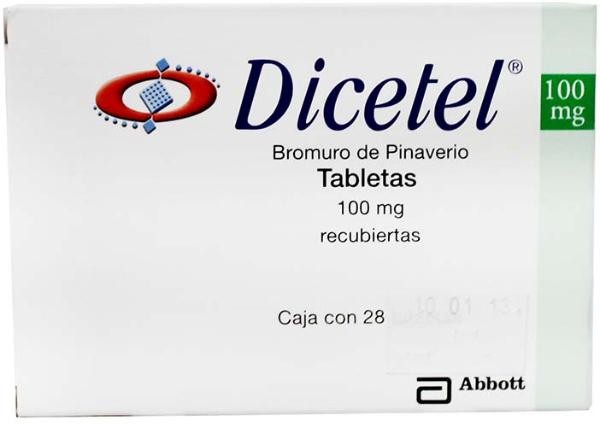 Dicetel®
100
mg
Bromuro de Pinaverio
Tabletas
100 mg
recubiertas
Caja con 28
10 01 13
Abbott